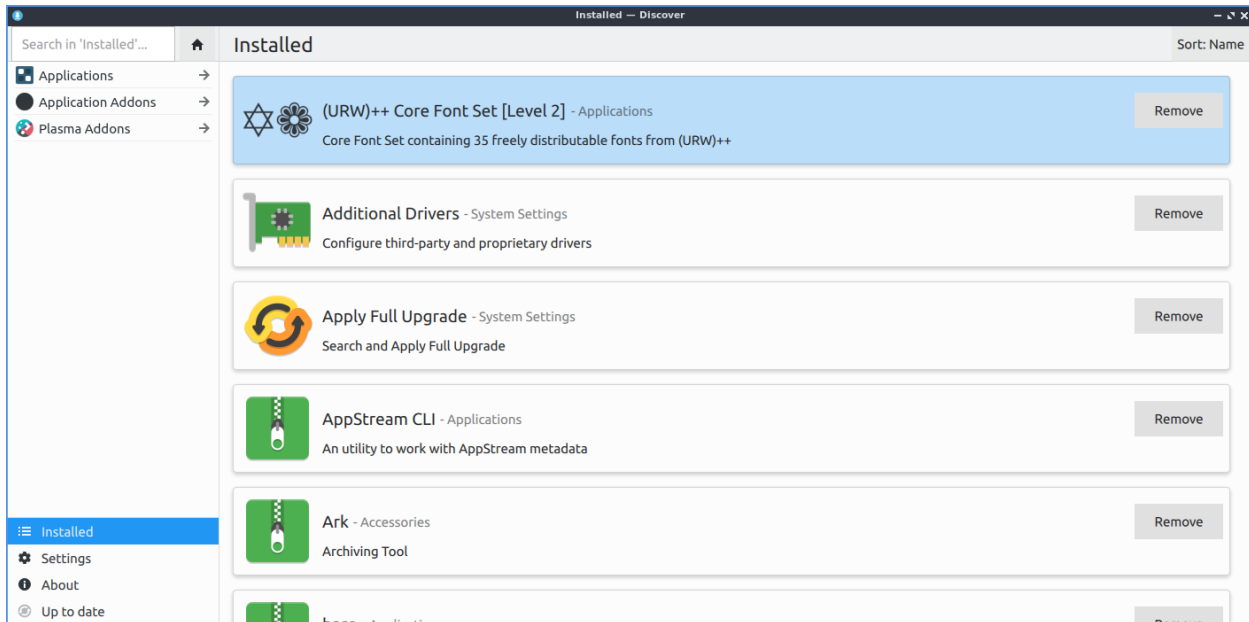 Installed — Discover
Search in 'Installed'...
Installed
Sort: Name
Applications
Application Addons
Plasma Addons
(URW)++ Core Font Set [Level 2] - Applications
Remove
Core Font Set containing 35 freely distributable fonts from (URW)++
Additional Drivers - System Settings
Remove
Configure third-party and proprietary drivers
Apply Full Upgrade - System Settings
Remove
Search and Apply Full Upgrade
AppStream CLI - Applications
Remove
An utility to work with AppStream metadata
Ark - Accessories
Remove
Archiving Tool
Installed
Settings
About
Up to date